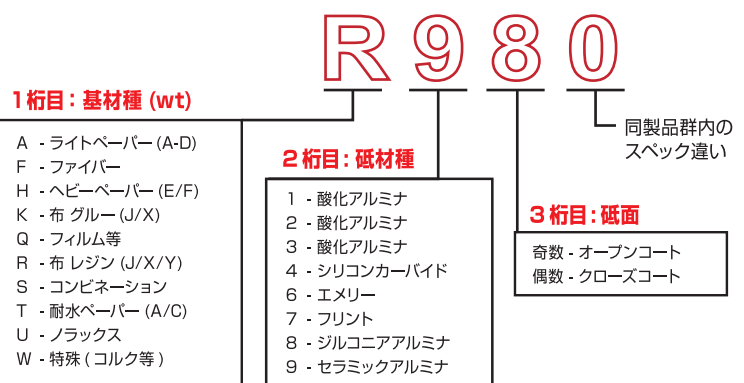 R980
1桁目：基材種 (wt)
A - ライトペーパー (A-D)
F - ファイバー
H - ヘビーペーパー (E/F)
K - 布 グルー (J/X)
Q - フィルム等
R - 布 レジン (J/X/Y)
S - コンビネーション
T - 耐水ペーパー (A/C)
U - ノラックス
W - 特殊 ( コルク等 )
2桁目：砥材種
1 - 酸化アルミナ
2 - 酸化アルミナ
3 - 酸化アルミナ
4 - シリコンカーバイド
6 - エメリー
7 - フリント
8 - ジルコニアアルミナ
9 - セラミックアルミナ
3桁目：砥面
奇数 - オープンコート
偶数 - クローズコート
同製品群内の
スペック違い